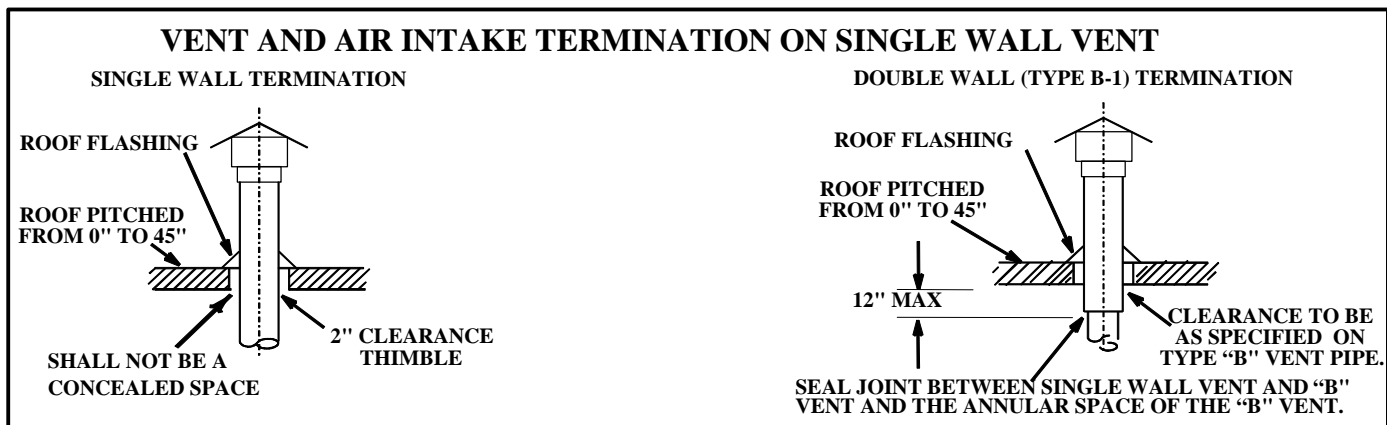 VENT AND AIR INTAKE TERMINATION ON SINGLE WALL VENT
SINGLE WALL TERMINATION
ROOF FLASHING
ROOF PITCHED
FROM 0" TO 45"
2" CLEARANCE
THIMBLE
SHALL NOT BE A
CONCEALED SPACE
DOUBLE WALL (TYPE B-1) TERMINATION
ROOF FLASHING
ROOF PITCHED
FROM 0" TO 45"
12" MAX
CLEARANCE TO BE
AS SPECIFIED ON
TYPE “B” VENT PIPE.
SEAL JOINT BETWEEN SINGLE WALL VENT AND “B"
VENT AND THE ANNULAR SPACE OF THE “B” VENT.